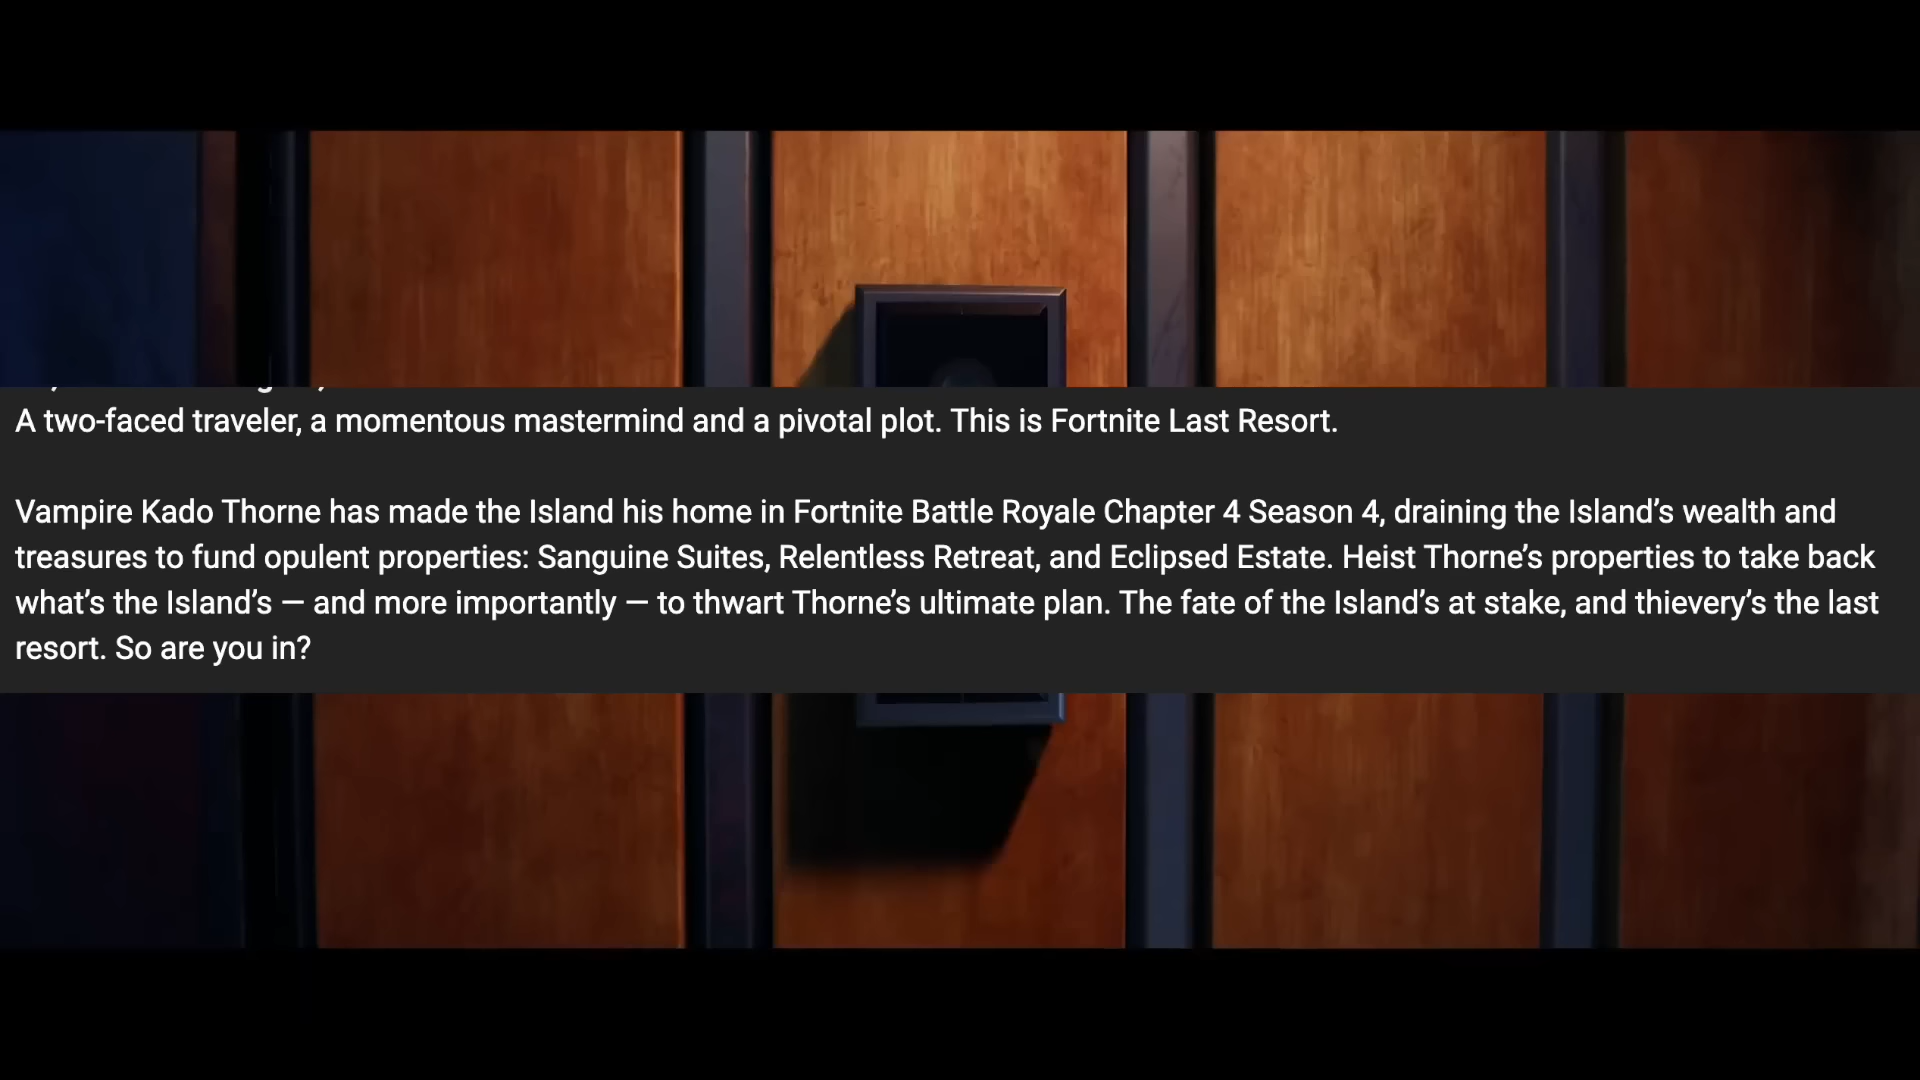 A two-faced traveler, a momentous mastermind and a pivotal plot. This is Fortnite Last Resort.
Vampire Kado Thorne has made the Island his home in Fortnite Battle Royale Chapter 4 Season 4, draining the Island’s wealth and
treasures to fund opulent properties: Sanguine Suites, Relentless Retreat, and Eclipsed Estate. Heist Thorne’s properties to take back
what’s the Island’s — and more importantly — to thwart Thorne’s ultimate plan. The fate of the Island’s at stake, and thievery’s the last
resort. So are you in?